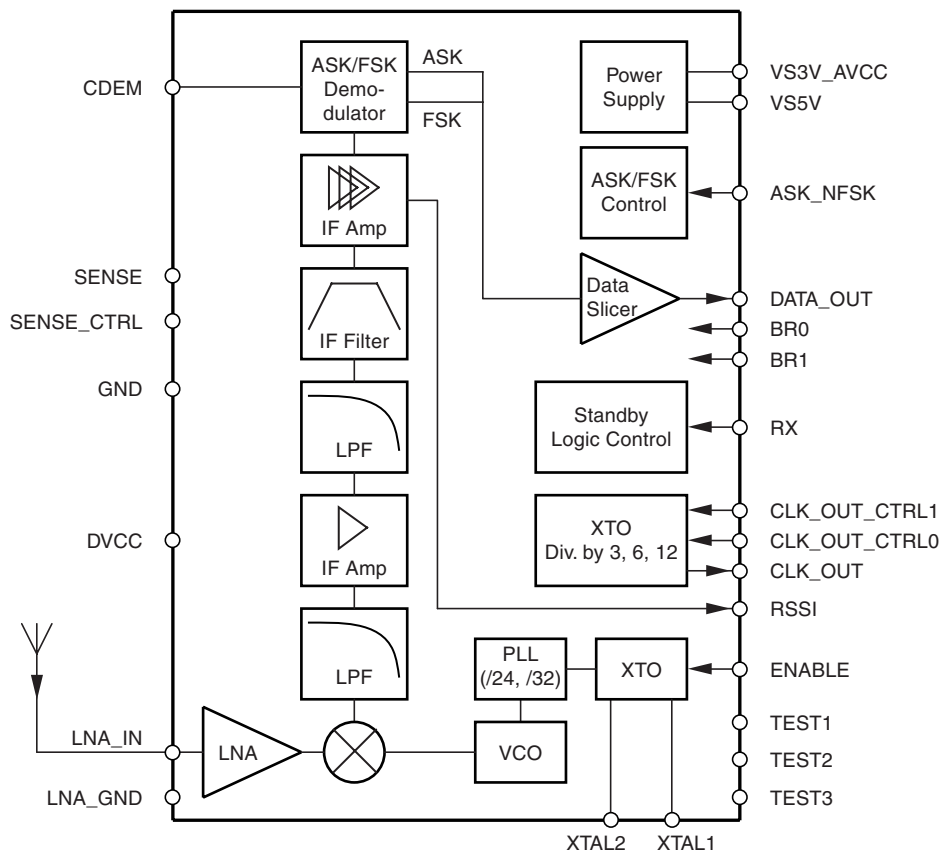 CDEM
SENSE
SENSE_CTRL
GND
DVCC
LNA_IN
LNA_GND
ASK/FSK
Demo-
dulator
ASK
FSK
IF Amp
IF Filter
LPF
IF Amp
LPF
LNA
PLL
(/24, /32)
VCO
XTO
Power
Supply
ASK/FSK
Control
Data
Slicer
Standby
Logic Control
XTO
Div. by 3, 6, 12
VS3V_AVCC
VS5V
ASK_NFSK
DATA_OUT
BR0
BR1
RX
CLK_OUT_CTRL1
CLK_OUT_CTRL0
CLK_OUT
RSSI
ENABLE
TEST1
TEST2
TEST3
XTAL2
XTAL1